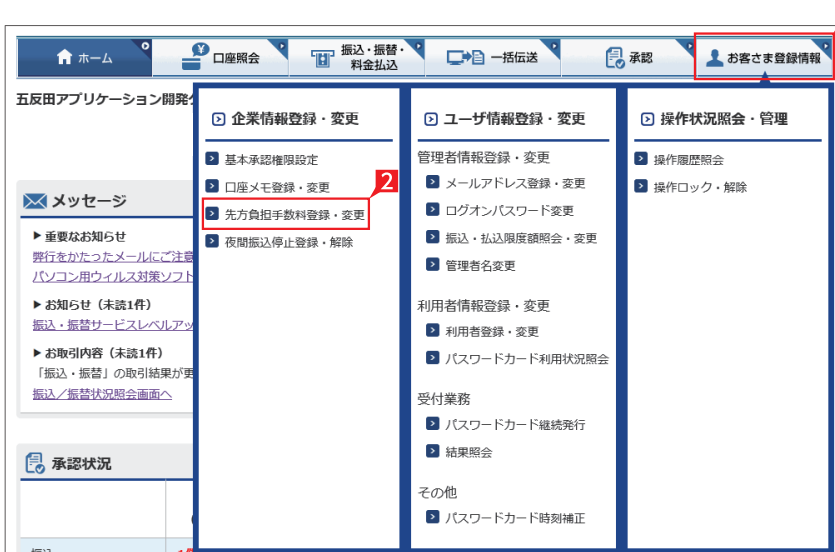 ホーム
¥
口座照会
振込・振替・
料金払込
一括伝送
承認
お客さま登録情報
五反田アプリケーション開発
企業情報登録・変更
基本承認権限設定
口座メモ登録・変更
2
先方負担手数料登録・変更
夜間振込停止登録・解除
ユーザ情報登録・変更
管理者情報登録・変更
メールアドレス登録・変更
ログオンパスワード変更
振込・払込限度額照会・変更
管理者名変更
利用者情報登録・変更
利用者登録・変更
パスワードカード利用状況照会
受付業務
パスワードカード継続発行
結果照会
その他
パスワードカード時刻補正
操作状況照会・管理
操作履歴照会
操作ロック・解除
メッセージ
▶重要なお知らせ
弊行をかたったメールにご注意
パソコン用ウィルス対策ソフト
▶お知らせ（未読1件）
振込・振替サービスレベルアッ
▶お取引内容（未読1件）
「振込・振替」の取引結果が更
振込／振替状況照会画面へ
承認状況